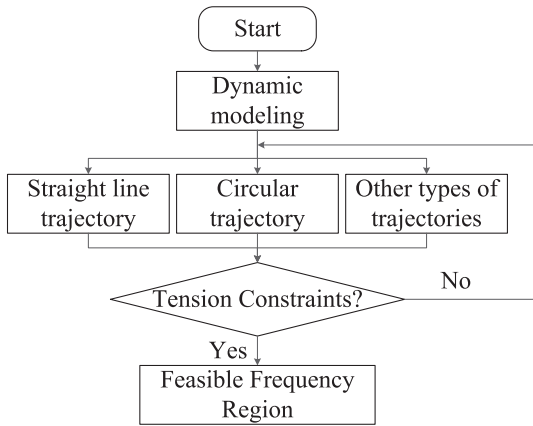 Start
Dynamic
modeling
Straight line
trajectory
Circular
trajectory
Other types of
trajectories
Tension Constraints?
No
Yes
Feasible Frequency
Region